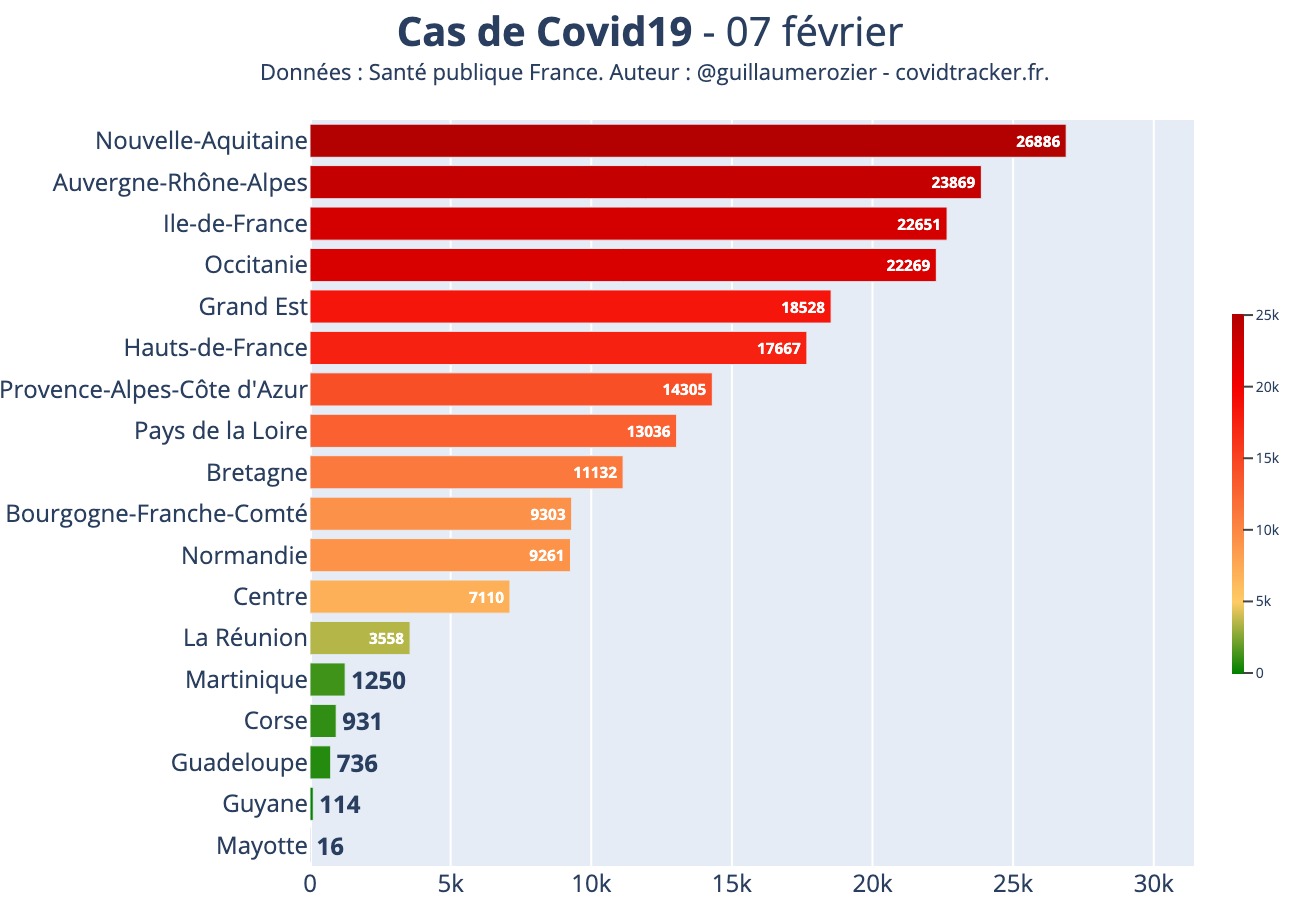 Cas de Covid19 - 07 février
Données : Santé publique France. Auteur : @guillaumerozier - covidtracker.fr.
Nouvelle-Aquitaine 26886
Auvergne-Rhône-Alpes 23869
Ile-de-France 22651
Occitanie 22269
Grand Est 18528
Hauts-de-France 17667
Provence-Alpes-Côte d'Azur 14305
Pays de la Loire 13036
Bretagne 11132
Bourgogne-Franche-Comté 9303
Normandie 9261
Centre 7110
La Réunion 3558
Martinique 1250
Corse 931
Guadeloupe 736
Guyane 114
Mayotte 16
0 5k 10k 15k 20k 25k 30k
25k
20k
15k
10k
5k
0